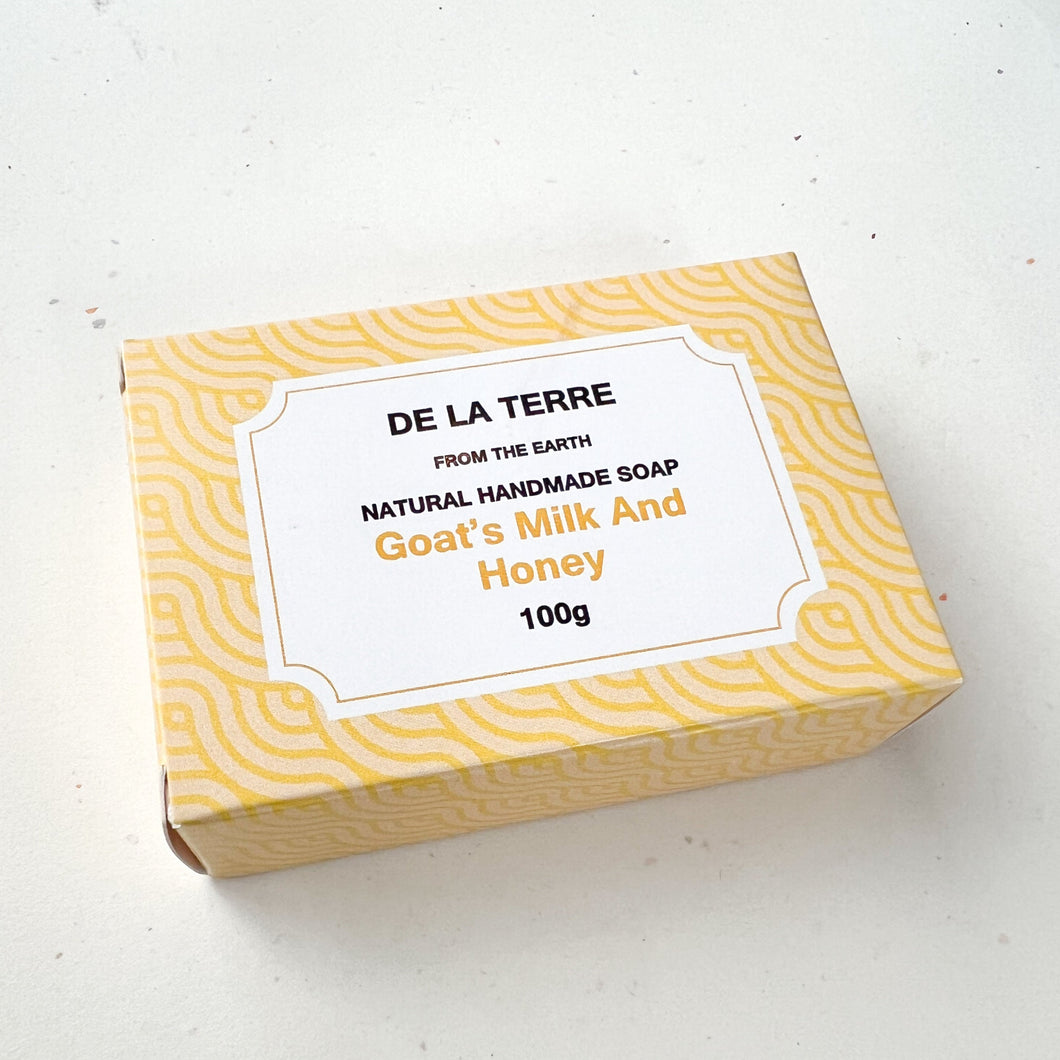 DE LA TERRE
FROM THE EARTH
NATURAL HANDMADE SOAP
Goat's Milk And
Honey
100g